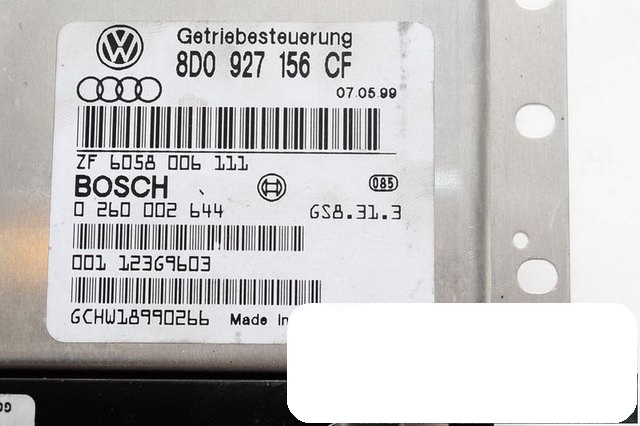 Getriebesteuerung
8D0 927 156 CF
07.05.99
ZF 6058 006 111
BOSCH
085
0 260 002 644
GS8.31.3
001 123G9603
GCHW18990266 Made In